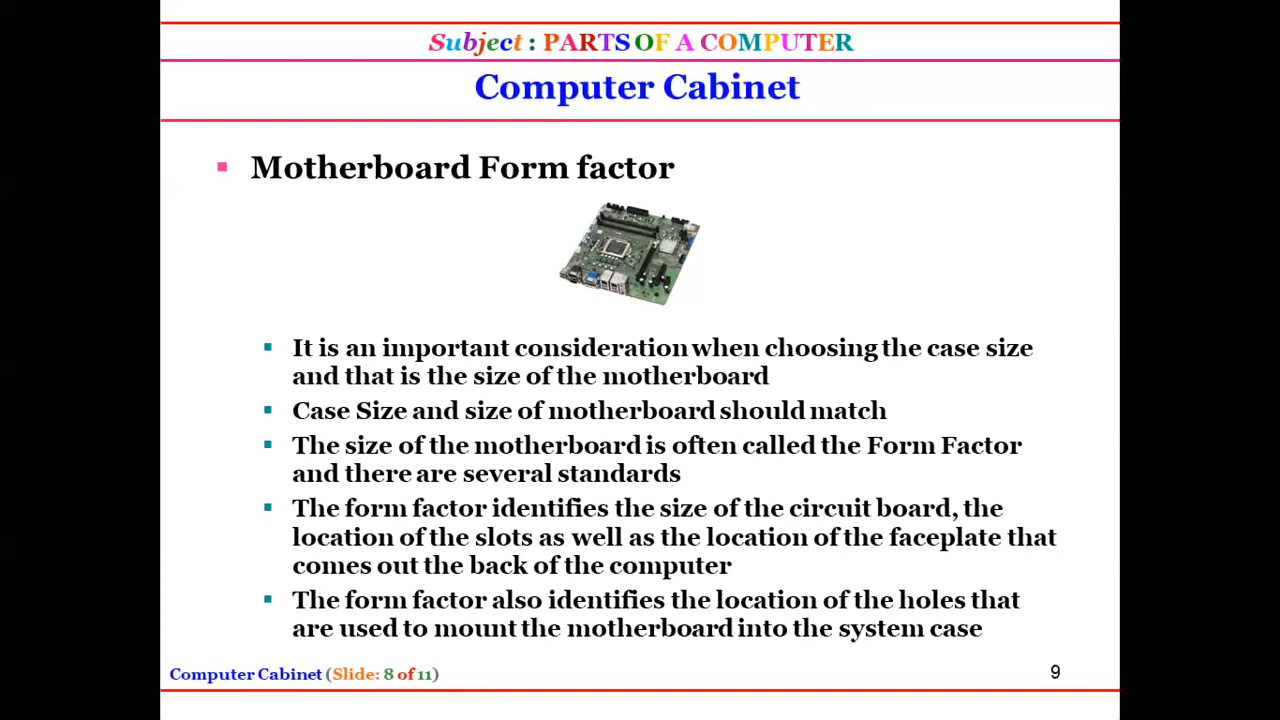 Subject : PARTS OF A COMPUTER
Computer Cabinet
Motherboard Form factor
It is an important consideration when choosing the case size
and that is the size of the motherboard
Case Size and size of motherboard should match
The size of the motherboard is often called the Form Factor
and there are several standards
The form factor identifies the size of the circuit board, the
location of the slots as well as the location of the faceplate that
comes out the back of the computer
The form factor also identifies the location of the holes that
are used to mount the motherboard into the system case
Computer Cabinet (Slide: 8 of 11)
9